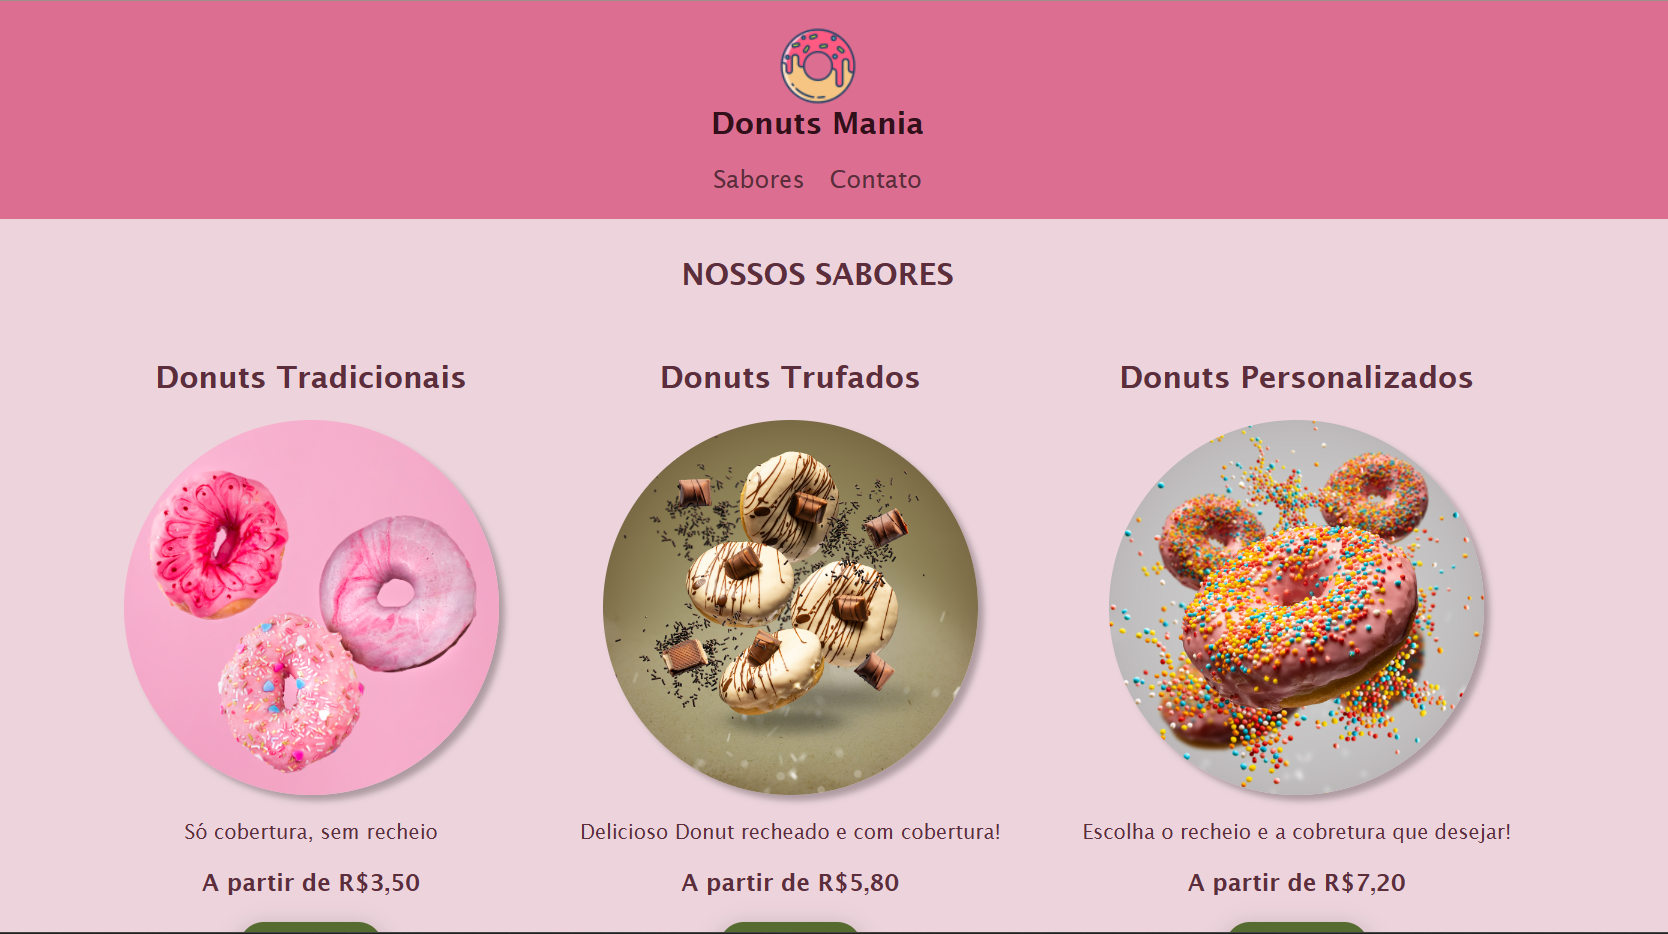 Donuts Mania
Sabores Contato
NOSSOS SABORES
Donuts Tradicionais
Donuts Trufados
Donuts Personalizados
Só cobertura, sem recheio
Delicioso Donut recheado e com cobertura!
Escolha o recheio e a cobretura que desejar!
A partir de R$3,50
A partir de R$5,80
A partir de R$7,20